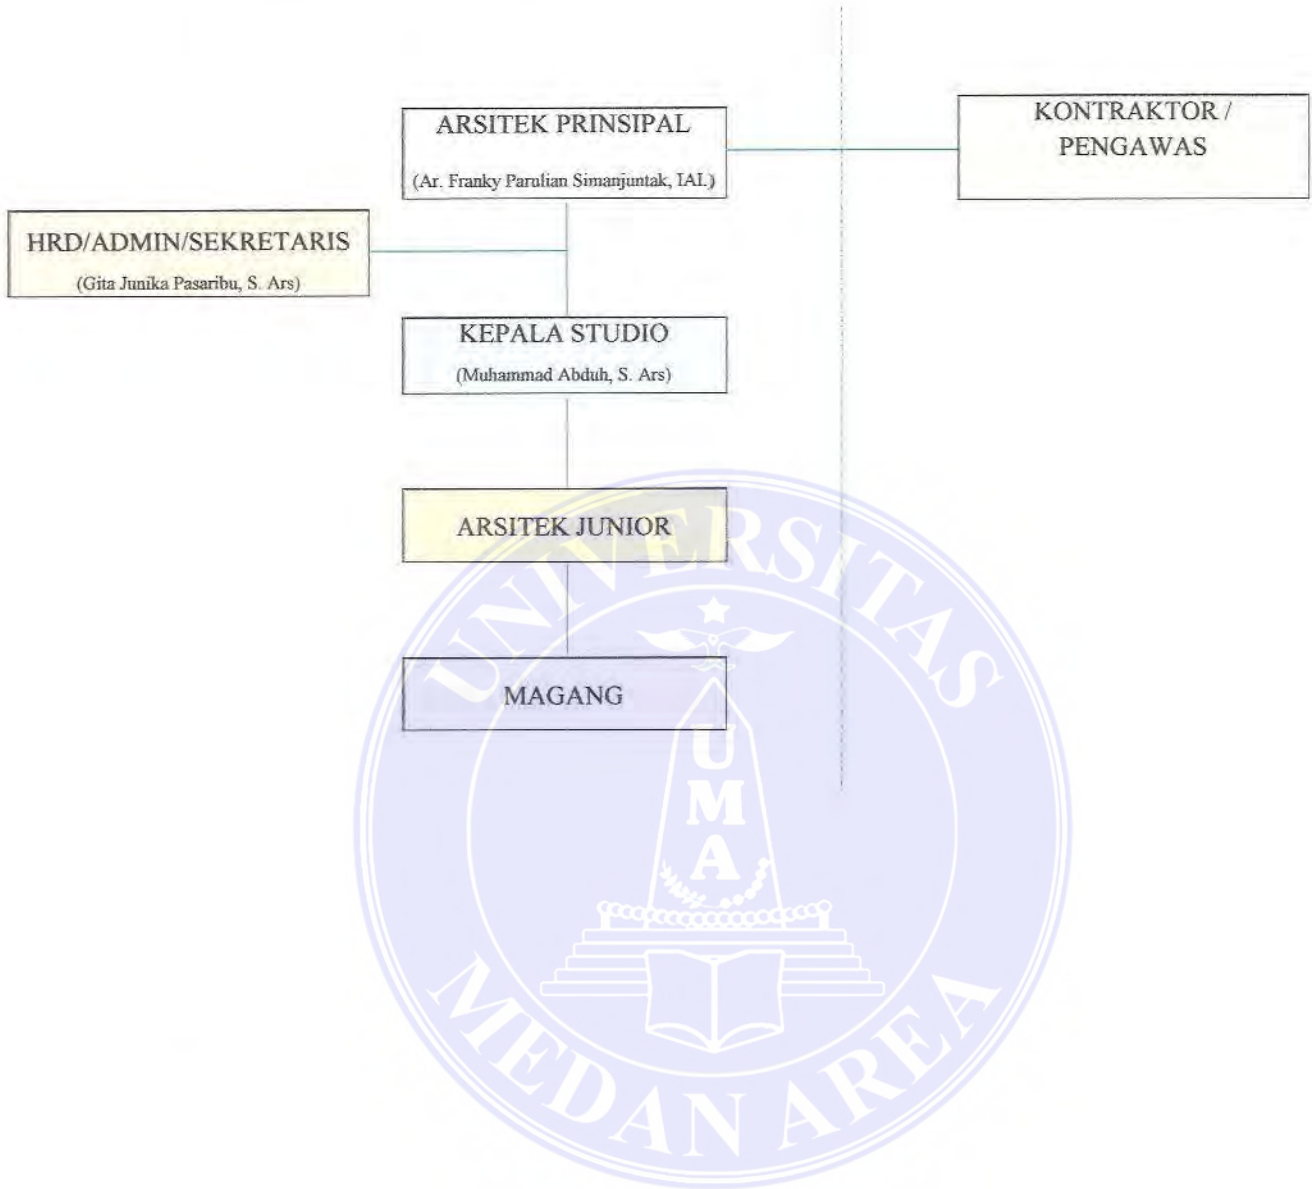 ARSITEK PRINSIPAL
(Ar. Franky Parulian Simanjuntak, IAI.)
KONTRAKTOR /
PENGAWAS
HRD/ADMIN/SEKRETARIS
(Gita Junika Pasaribu, S. Ars)
KEPALA STUDIO
(Muhammad Abduh, S. Ars)
ARSITEK JUNIOR
MAGANG
UNIVERSITAS
UMA
MEDAN AREA